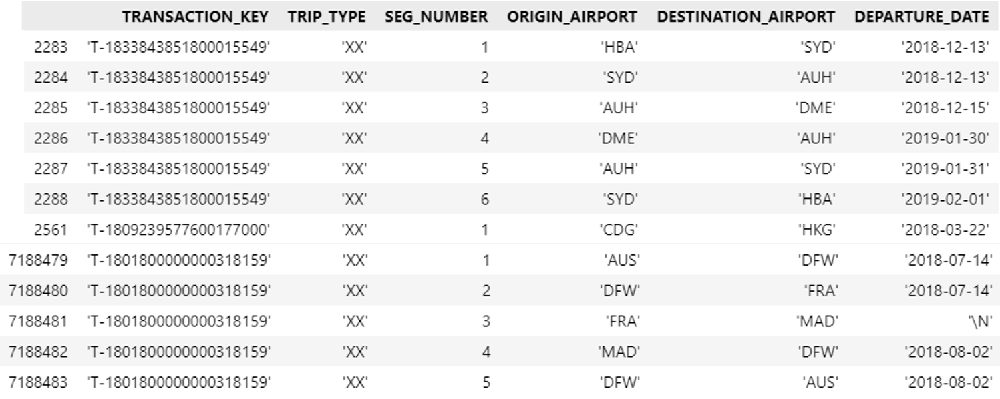 TRANSACTION_KEY TRIP_TYPE SEG_NUMBER ORIGIN_AIRPORT DESTINATION_AIRPORT DEPARTURE_DATE
2283 'T-1833843851800015549' 'XX' 1 'HBA' 'SYD' '2018-12-13'
2284 'T-1833843851800015549' 'XX' 2 'SYD' 'AUH' '2018-12-13'
2285 'T-1833843851800015549' 'XX' 3 'AUH' 'DME' '2018-12-15'
2286 'T-1833843851800015549' 'XX' 4 'DME' 'AUH' '2019-01-30'
2287 'T-1833843851800015549' 'XX' 5 'AUH' 'SYD' '2019-01-31'
2288 'T-1833843851800015549' 'XX' 6 'SYD' 'HBA' '2019-02-01'
2561 'T-1809239577600177000' 'XX' 1 'CDG' 'HKG' '2018-03-22'
7188479 'T-1801800000000318159' 'XX' 1 'AUS' 'DFW' '2018-07-14'
7188480 'T-1801800000000318159' 'XX' 2 'DFW' 'FRA' '2018-07-14'
7188481 'T-1801800000000318159' 'XX' 3 'FRA' 'MAD' '\N'
7188482 'T-1801800000000318159' 'XX' 4 'MAD' 'DFW' '2018-08-02'
7188483 'T-1801800000000318159' 'XX' 5 'DFW' 'AUS' '2018-08-02'